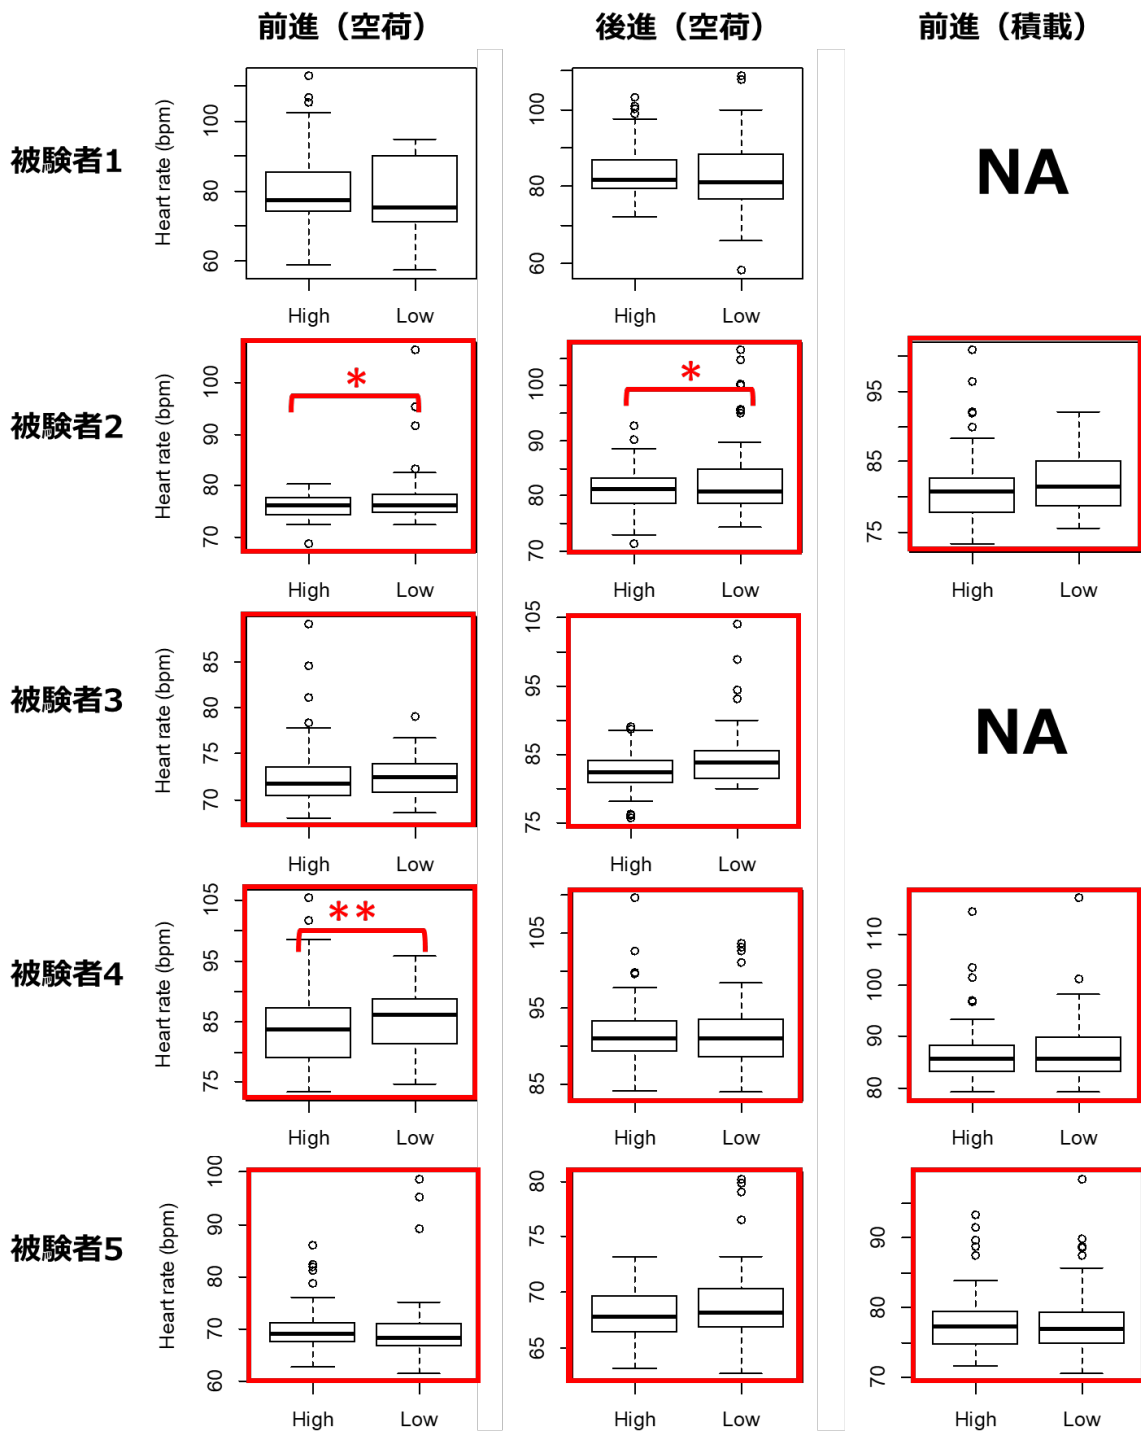 前進（空荷） 後進（空荷） 前進（積載）
被験者1
Heart rate (bpm)
60 80 100
High Low
60 80 100
High Low
NA
被験者2
Heart rate (bpm)
70 80 90 100
*
High Low
70 80 90 100
*
High Low
75 85 95
High Low
被験者3
Heart rate (bpm)
70 75 80 85
High Low
75 85 95 105
High Low
NA
被験者4
Heart rate (bpm)
75 85 95 105
**
High Low
85 95 105
High Low
80 90 100 110
High Low
被験者5
Heart rate (bpm)
60 70 80 90 100
High Low
65 70 75 80
High Low
70 80 90
High Low